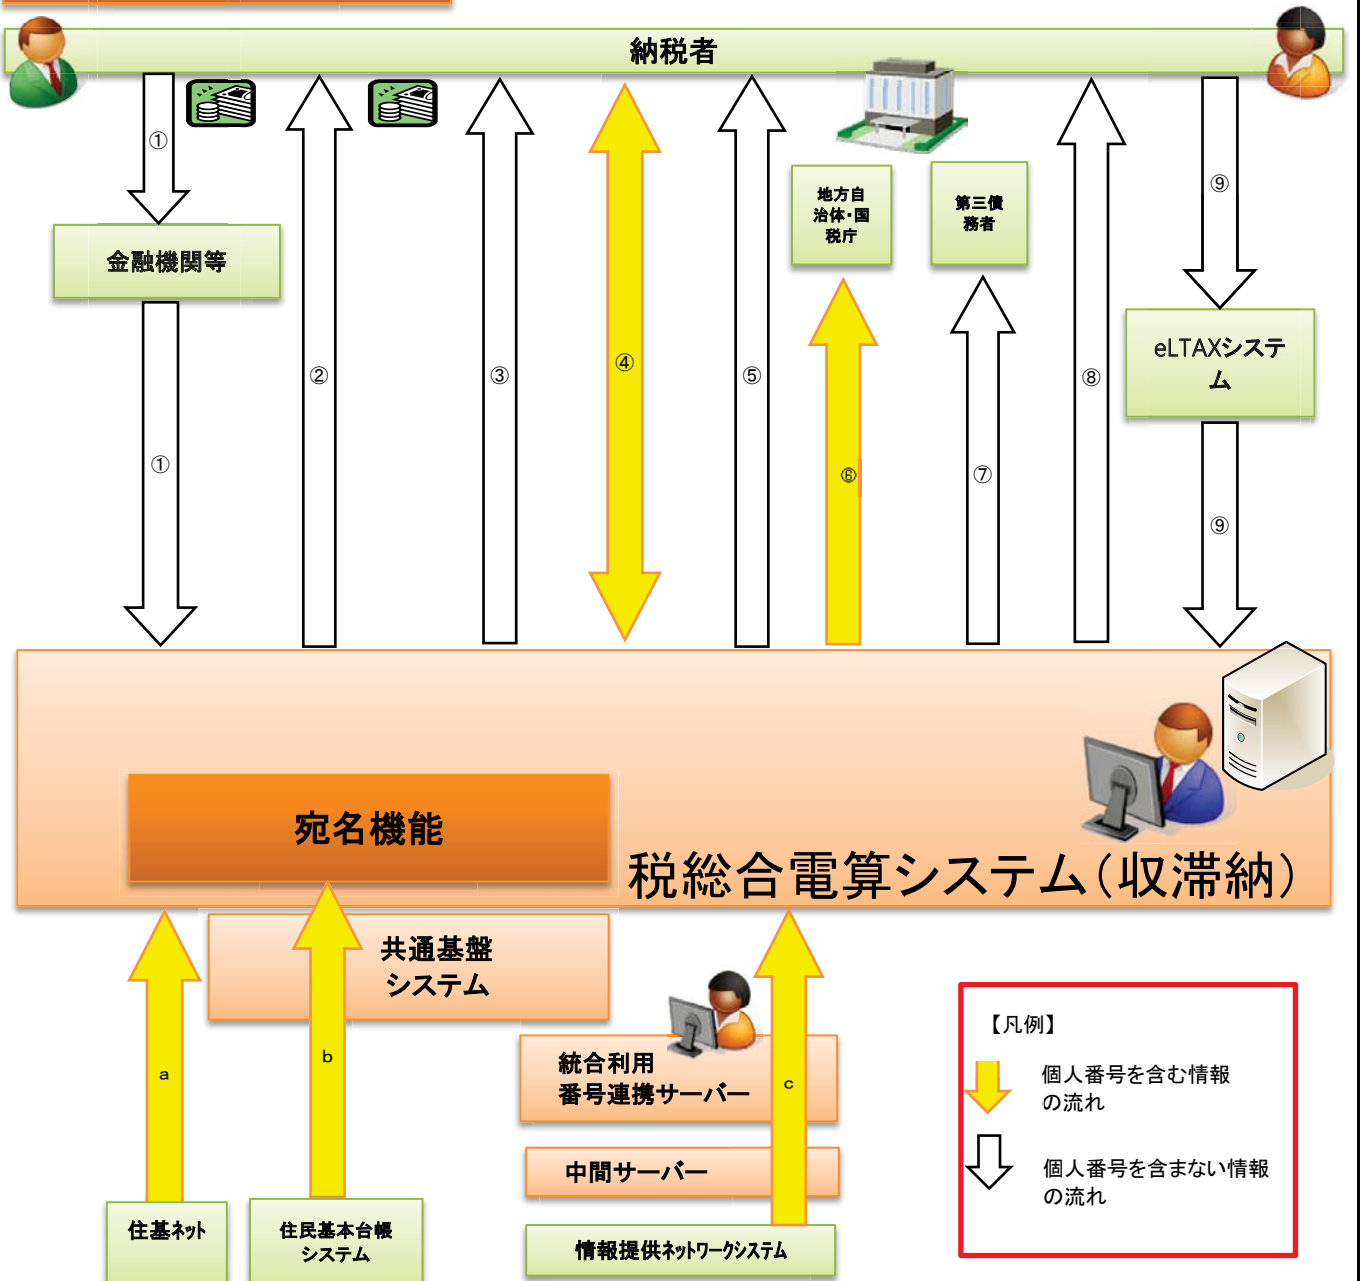 納税者
①
地方自
治体・国
税庁
第三債
務者
⑨
金融機関等
eLTAXシステ
ム
②
③
④
⑤
⑧
①
⑥
⑦
⑨
宛名機能
税総合電算システム（収滞納）
共通基盤
システム
a
b
統合利用
番号連携サーバー
c
中間サーバー
住基ネット
住民基本台帳
システム
情報提供ネットワークシステム
【凡例】
個人番号を含む情報
の流れ
個人番号を含まない情報
の流れ